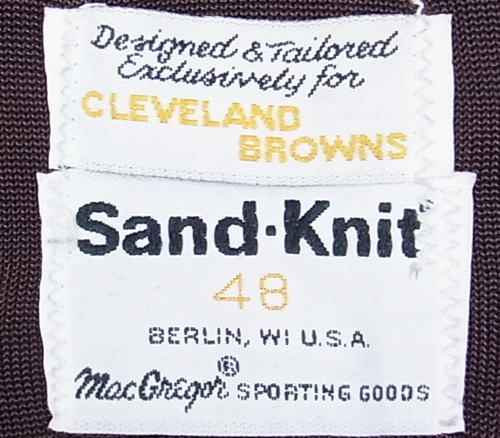 Designed & Tailored
Exclusively for
CLEVELAND
BROWNS
Sand·Knit®
48
BERLIN, WI U.S.A.
MacGregor® SPORTING GOODS